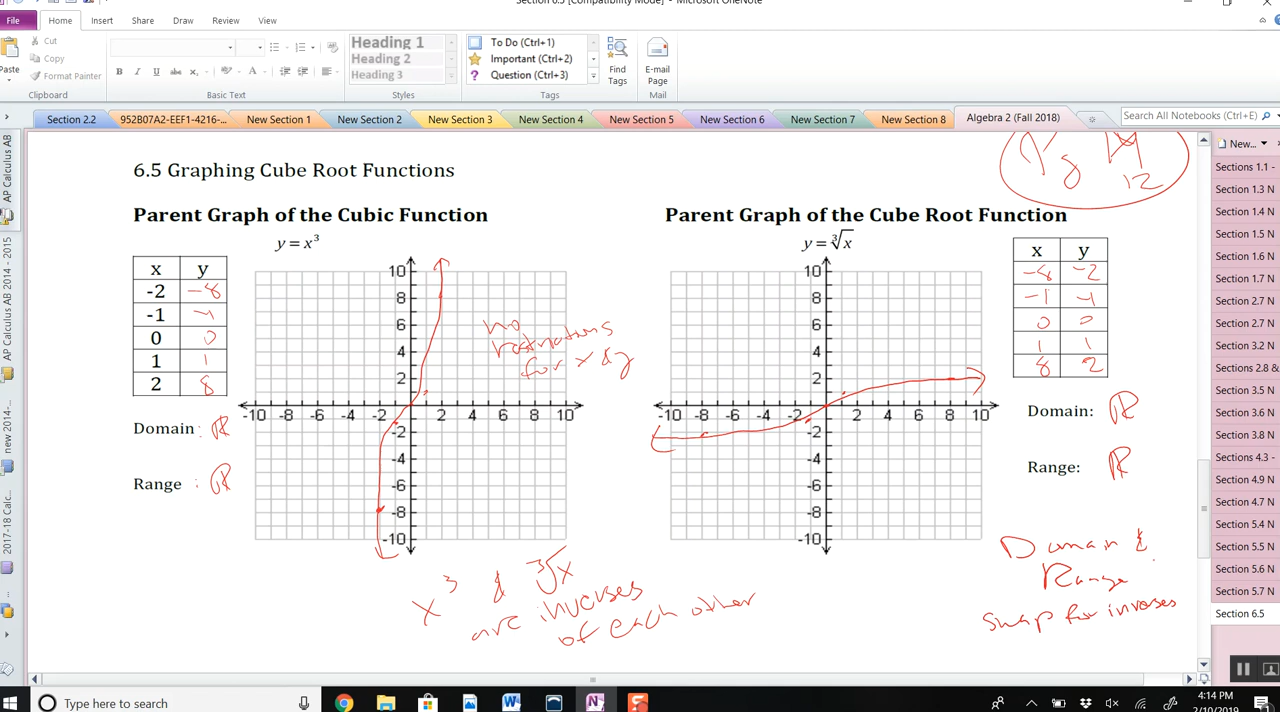 Section 6.5 [Compatibility Mode] - Microsoft OneNote
File Home Insert Share Draw Review View
Cut
Copy
Paste
Format Painter
Clipboard
B I U abc
Basic Text
Heading 1
Heading 2
Heading 3
Styles
To Do (Ctrl+1)
Important (Ctrl+2)
Question (Ctrl+3)
Tags
Find Tags
E-mail Page
Mail
Section 2.2 952B07A2-EEF1-4216-... New Section 1 New Section 2 New Section 3 New Section 4 New Section 5 New Section 6 New Section 7 New Section 8 Algebra 2 (Fall 2018) Search All Notebooks (Ctrl+E)
AP Calculus AB
AP Calculus AB 2014 - 2015
new 2014-
2017-18 Calc
Pg
12
6.5 Graphing Cube Root Functions
Parent Graph of the Cubic Function
y = x³
x y
-2 -8
-1 -1
0 0
1 1
2 8
Domain: ℝ
Range : ℝ
10
8
6
4
2
-10 -8 -6 -4 -2 2 4 6 8 10
-2
-4
-6
-8
-10
no
restrictions
for x & y
Parent Graph of the Cube Root Function
y = ∛x
10
8
6
4
2
-10 -8 -6 -4 -2 2 4 6 8 10
-2
-4
-6
-8
-10
x y
-8 -2
-1 -1
0 0
1 1
8 2
Domain: ℝ
Range: ℝ
x³ & ∛x
are inverses
of each other
Domain &
Range
swap for inverses
New...
Sections 1.1 -
Section 1.3 N
Section 1.4 N
Section 1.5 N
Section 1.6 N
Section 2.7 N
Section 2.7 N
Section 3.2 N
Section 2.8 &
Section 3.5 N
Section 3.6 N
Section 3.8 N
Section 4.3 -
Section 4.9 N
Section 4.7 N
Section 5.4 N
Section 5.5 N
Section 5.6 N
Section 5.7 N
Section 6.5
Type here to search
4:14 PM
2/10/2019